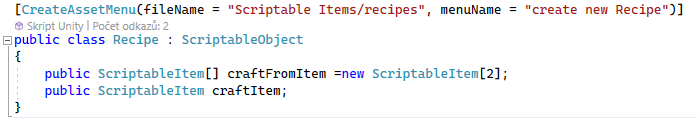 [CreateAssetMenu(fileName = "Scriptable Items/recipes", menuName = "create new Recipe")]
Skript Unity | Počet odkazů: 2
public class Recipe : ScriptableObject
{
public ScriptableItem[] craftFromItem =new ScriptableItem[2];
public ScriptableItem craftItem;
}